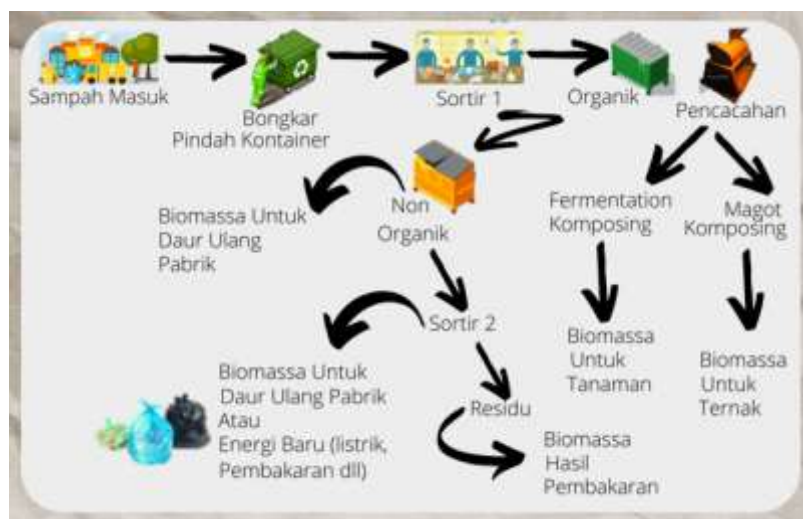 Sampah Masuk
Bongkar
Pindah Kontainer
Sortir 1
Organik
Pencacahan
Non
Organik
Biomassa Untuk
Daur Ulang
Pabrik
Fermentation
Komposing
Magot
Komposing
Sortir 2
Biomassa Untuk
Daur Ulang Pabrik
Atau
Energi Baru (listrik,
Pembakaran dll)
Residu
Biomassa
Hasil
Pembakaran
Biomassa
Untuk
Tanaman
Biomassa
Untuk
Ternak